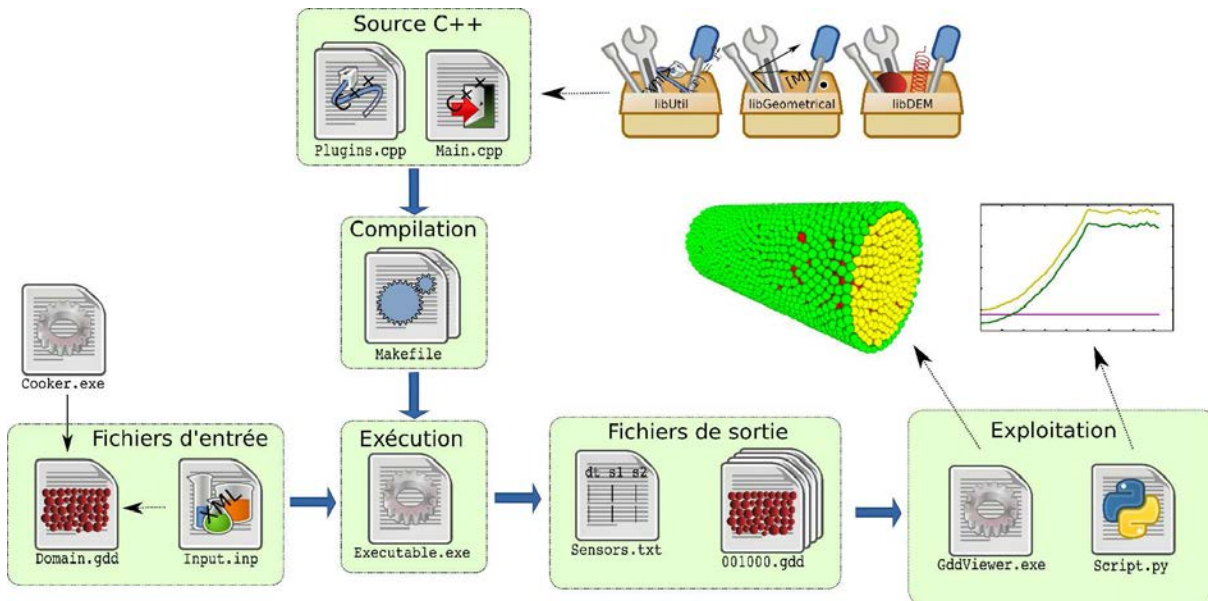 Source C++
C++
Plugins.cpp
C++
Main.cpp
libUtil
[M]
libGeometrical
libDEM
Compilation
Makefile
Cooker.exe
Fichiers d'entrée
Domain.gdd
XML
Input.inp
Exécution
Executable.exe
Fichiers de sortie
dt s1 s2
Sensors.txt
001000.gdd
Exploitation
GddViewer.exe
Script.py